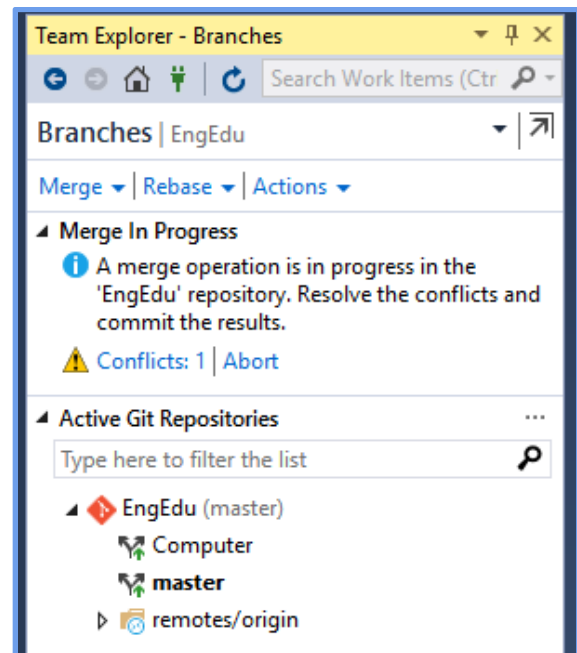 Team Explorer - Branches
Search Work Items (Ctr
Branches | EngEdu
Merge | Rebase | Actions
Merge In Progress
A merge operation is in progress in the
'EngEdu' repository. Resolve the conflicts and
commit the results.
Conflicts: 1 | Abort
Active Git Repositories
Type here to filter the list
EngEdu (master)
Computer
master
remotes/origin